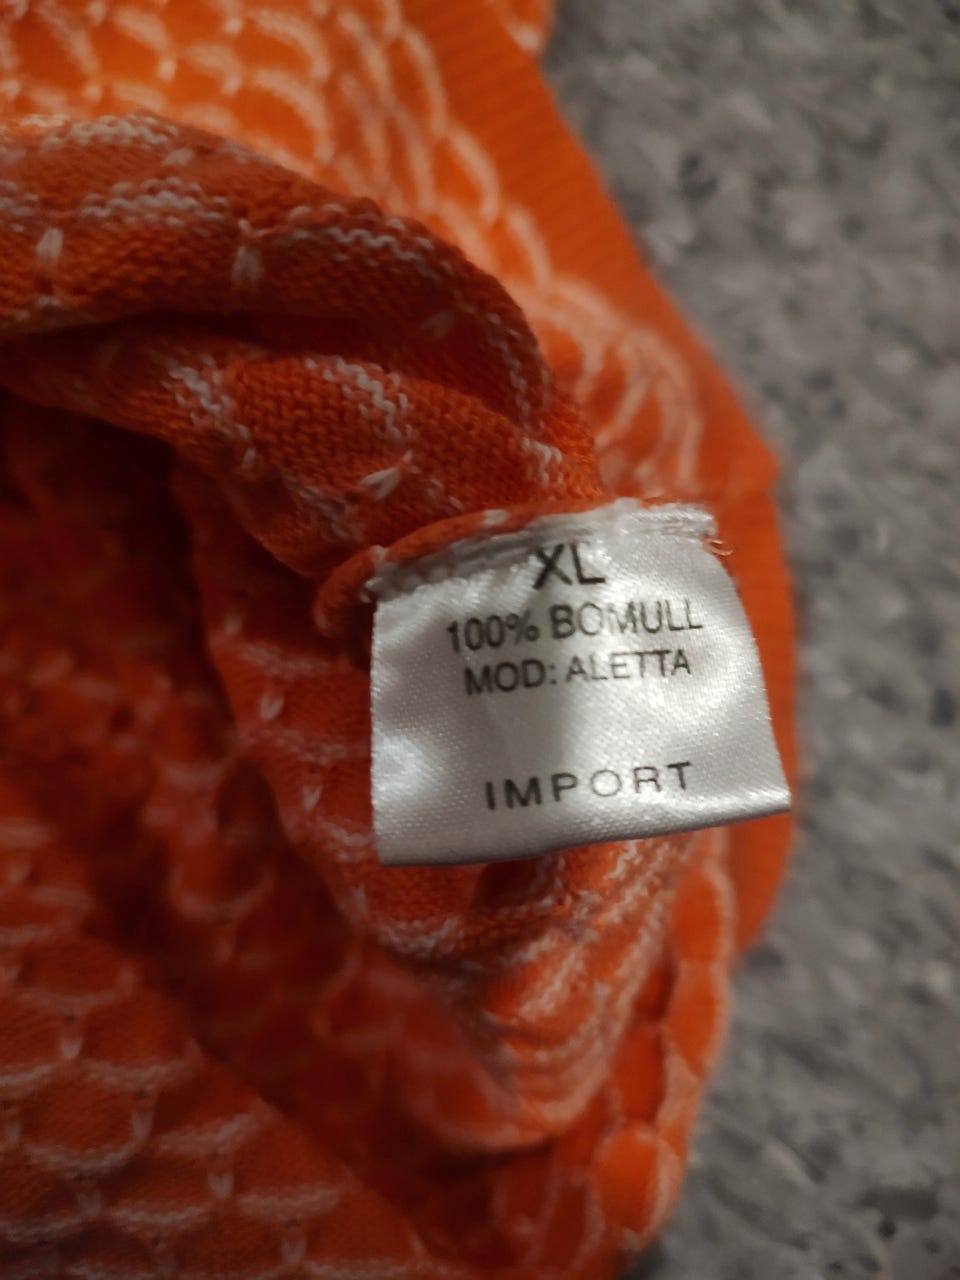 XL
100% BOMULL
MOD: ALETTA
IMPORT